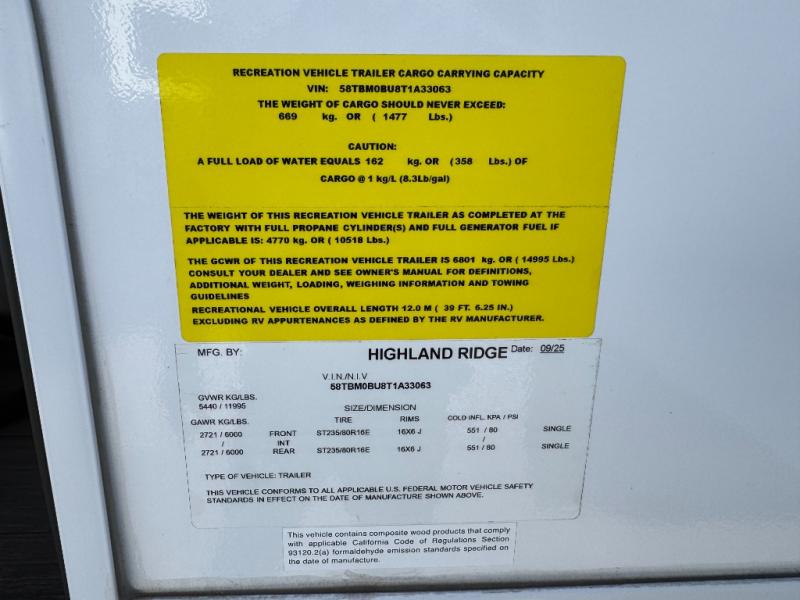 RECREATION VEHICLE TRAILER CARGO CARRYING CAPACITY
VIN: 58TBM0BU8T1A33063
THE WEIGHT OF CARGO SHOULD NEVER EXCEED:
669 kg. OR ( 1477 Lbs.)
CAUTION:
A FULL LOAD OF WATER EQUALS 162 kg. OR (358 Lbs.) OF
CARGO @ 1 kg/L (8.3Lb/gal)
THE WEIGHT OF THIS RECREATION VEHICLE TRAILER AS COMPLETED AT THE
FACTORY WITH FULL PROPANE CYLINDER(S) AND FULL GENERATOR FUEL IF
APPLICABLE IS: 4770 kg. OR ( 10518 Lbs.)
THE GCWR OF THIS RECREATION VEHICLE TRAILER IS 6801 kg. OR ( 14995 Lbs.)
CONSULT YOUR DEALER AND SEE OWNER'S MANUAL FOR DEFINITIONS,
ADDITIONAL WEIGHT, LOADING, WEIGHING INFORMATION AND TOWING
GUIDELINES
RECREATIONAL VEHICLE OVERALL LENGTH 12.0 M ( 39 FT. 6.25 IN.)
EXCLUDING RV APPURTENANCES AS DEFINED BY THE RV MANUFACTURER.
MFG. BY: HIGHLAND RIDGE Date: 09/25
V.I.N./N.I.V
58TBM0BU8T1A33063
GVWR KG/LBS.
5440 / 11995
SIZE/DIMENSION
GAWR KG/LBS. TIRE RIMS COLD INFL. KPA / PSI
2721 / 6000 FRONT ST235/80R16E 16X6 J 551 / 80 SINGLE
/ INT /
2721 / 6000 REAR ST235/80R16E 16X6 J 551 / 80 SINGLE
TYPE OF VEHICLE: TRAILER
THIS VEHICLE CONFORMS TO ALL APPLICABLE U.S. FEDERAL MOTOR VEHICLE SAFETY
STANDARDS IN EFFECT ON THE DATE OF MANUFACTURE SHOWN ABOVE.
This vehicle contains composite wood products that comply
with applicable California Code of Regulations Section
93120.2(a) formaldehyde emission standards specified on
the date of manufacture.